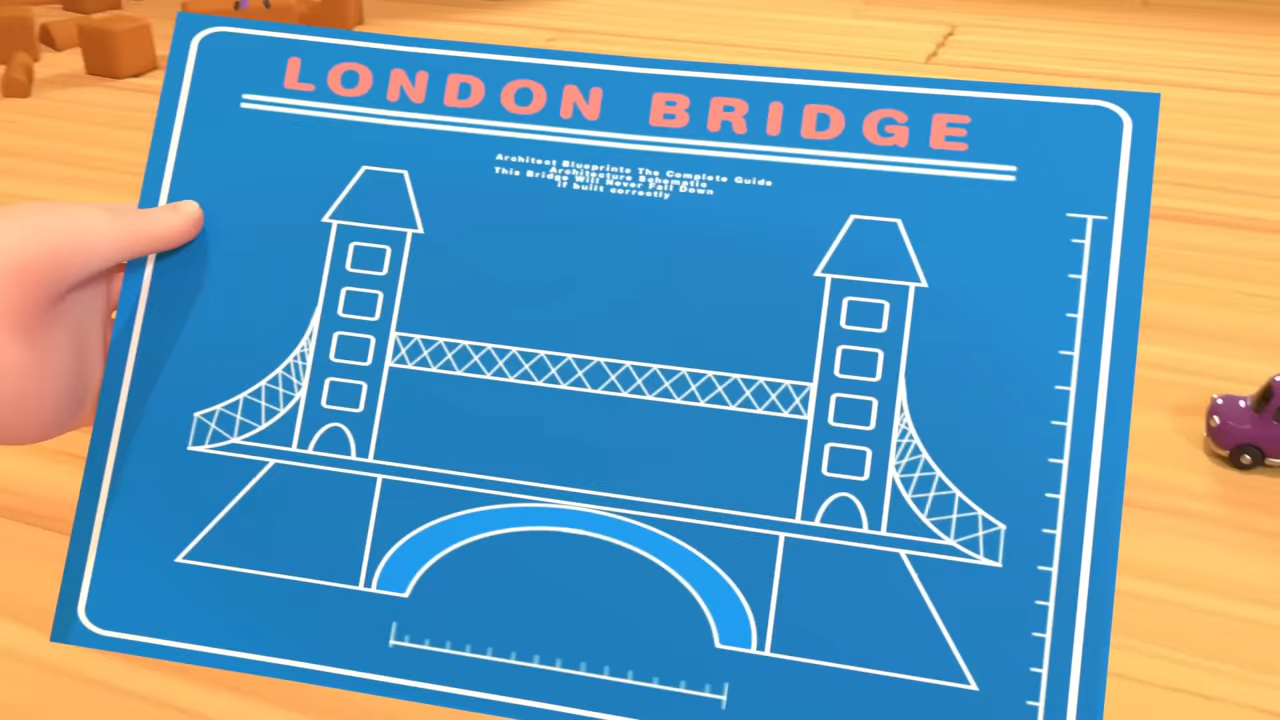 LONDON BRIDGE
Architect Blueprints The Complete Guide
Architecture Schematic
This Bridge Will Never Fall Down
if built correctly